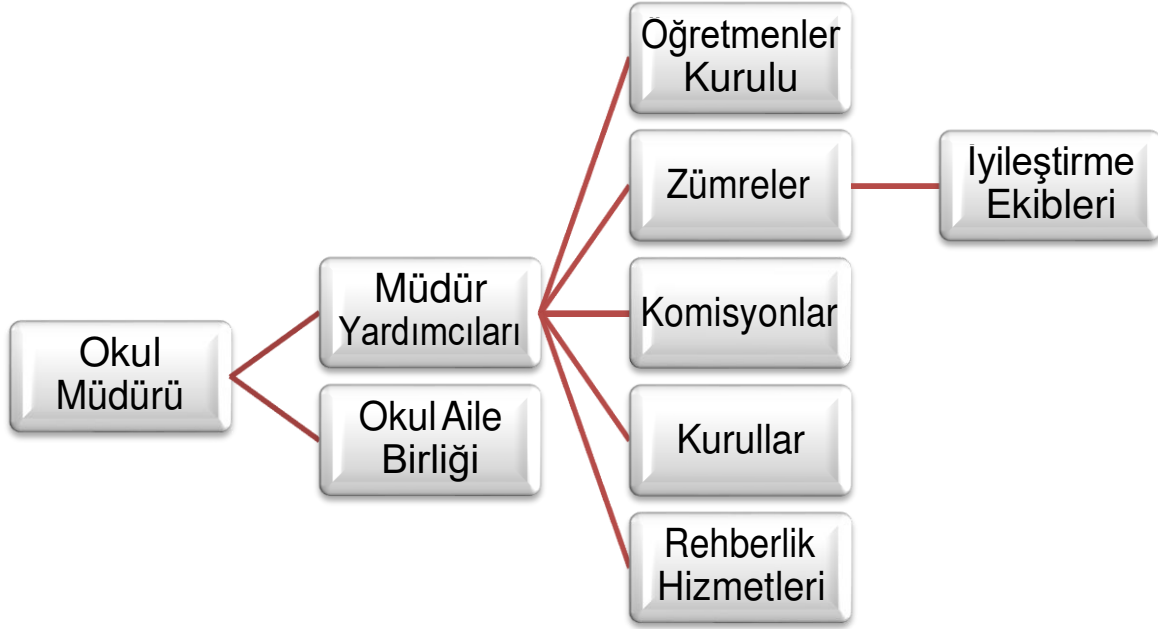 Öğretmenler
Kurulu
Zümreler
İyileştirme
Ekibleri
Müdür
Yardımcıları
Komisyonlar
Okul
Müdürü
Okul Aile
Birliği
Kurullar
Rehberlik
Hizmetleri